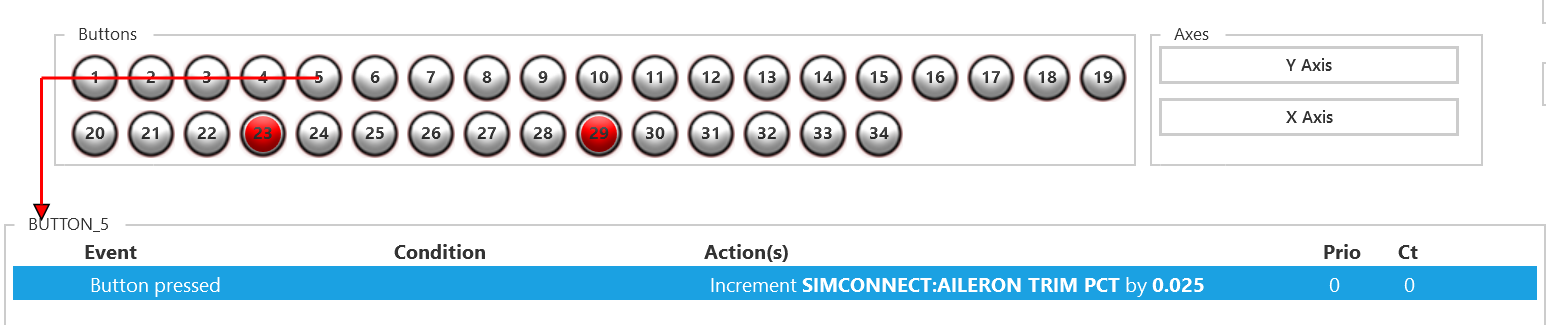 Buttons
Axes
1 2 3 4 5 6 7 8 9 10 11 12 13 14 15 16 17 18 19
Y Axis
20 21 22 23 24 25 26 27 28 29 30 31 32 33 34
X Axis
BUTTON_5
Event Condition Action(s) Prio Ct
Button pressed Increment SIMCONNECT:AILERON TRIM PCT by 0.025 0 0